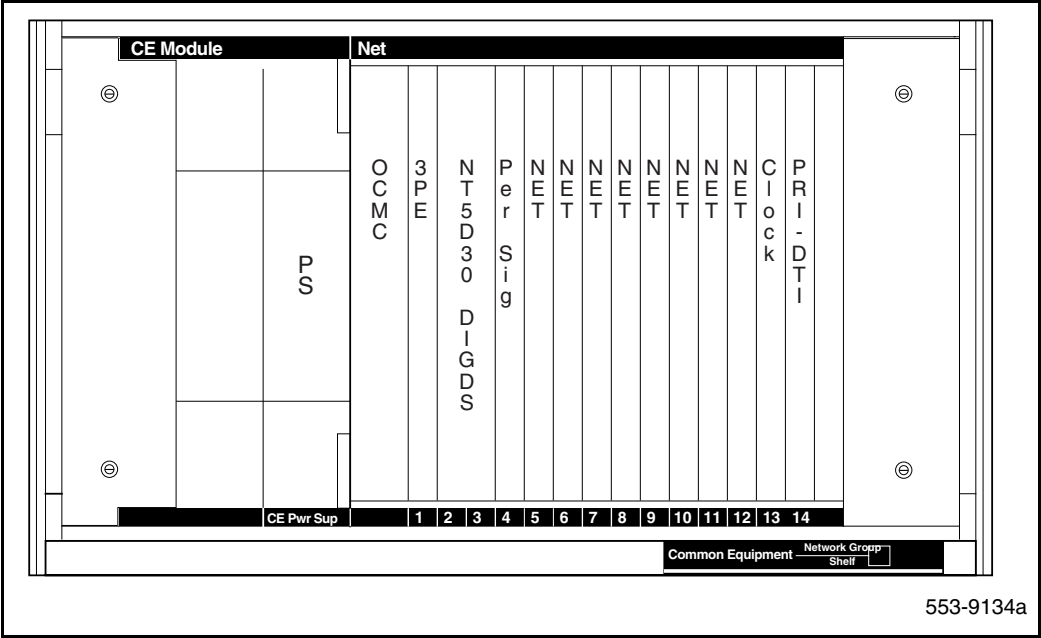 CE Module
Net
PS
OCMC
3PE
NT5D30 DIGDS
Per Sig
NET
NET
NET
NET
NET
NET
NET
NET
Clock
PRI-DTI
CE Pwr Sup
1 2 3 4 5 6 7 8 9 10 11 12 13 14
Common Equipment
Network Group
Shelf
553-9134a